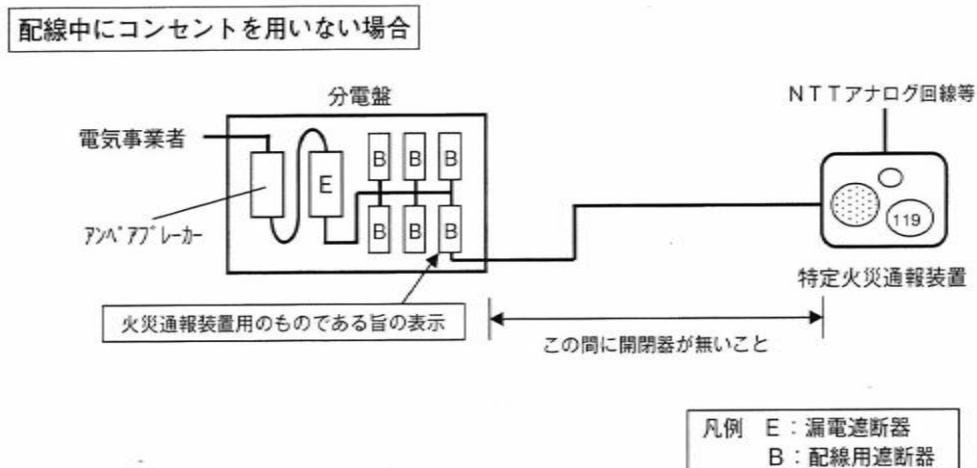 配線中にコンセントを用いない場合
分電盤
NTTアナログ回線等
電気事業者
B B B
E
119
B B B
アンペアブレーカー
特定火災通報装置
火災通報装置用のものである旨の表示
この間に開閉器が無いこと
凡例 E:漏電遮断器
B:配線用遮断器